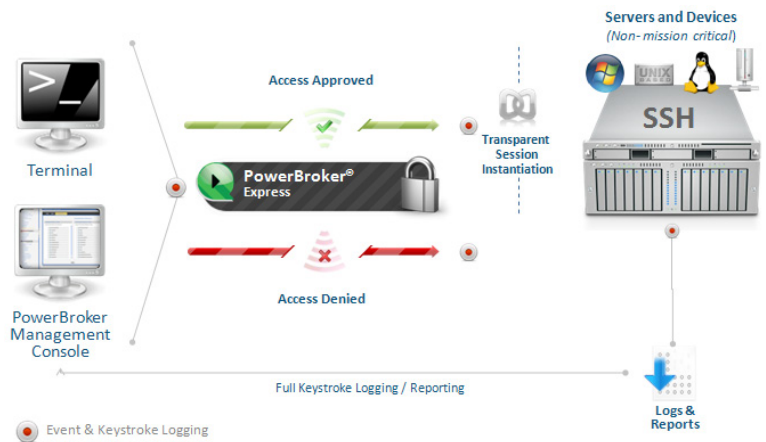 Servers and Devices
(Non- mission critical)
Access Approved
UNIX
SSH
>_
Terminal
Transparent
Session
Instantiation
PowerBroker®
Express
Access Denied
PowerBroker
Management
Console
Full Keystroke Logging / Reporting
Logs &
Reports
Event & Keystroke Logging